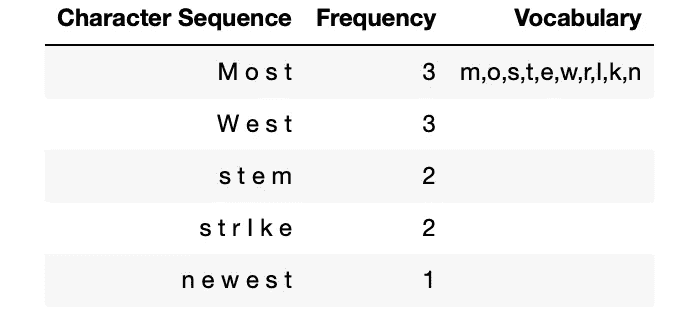 Character Sequence Frequency Vocabulary
M o s t 3 m,o,s,t,e,w,r,l,k,n
W e s t 3
s t e m 2
s t r I k e 2
n e w e s t 1